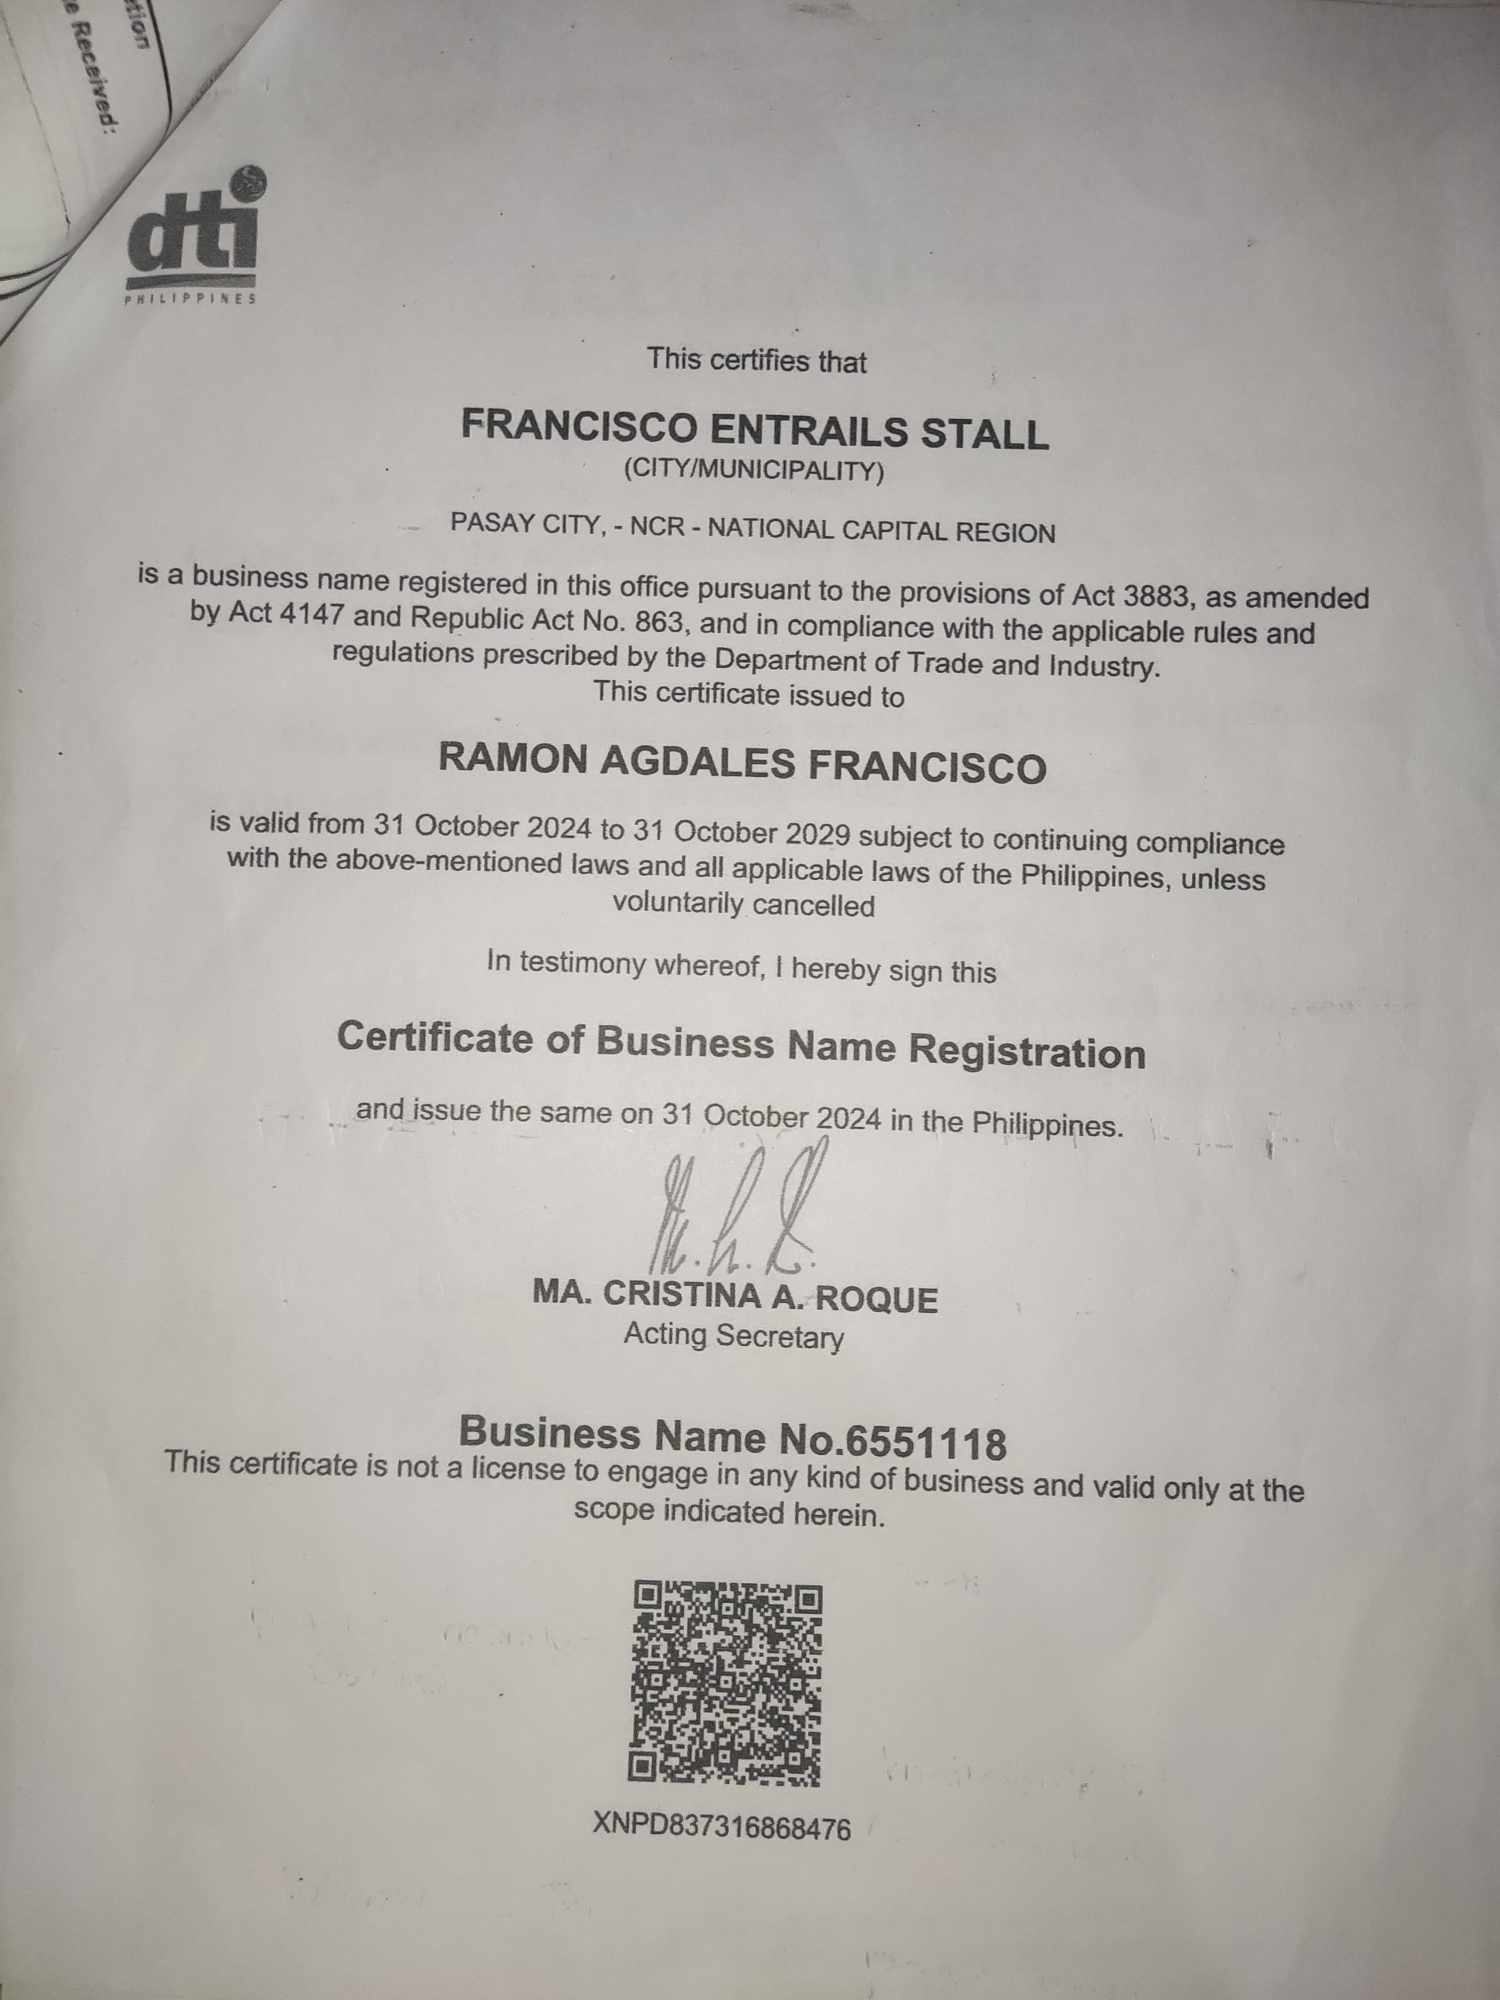 tion
e Received:
dti
PHILIPPINES
This certifies that
FRANCISCO ENTRAILS STALL
(CITY/MUNICIPALITY)
PASAY CITY, - NCR - NATIONAL CAPITAL REGION
is a business name registered in this office pursuant to the provisions of Act 3883, as amended
by Act 4147 and Republic Act No. 863, and in compliance with the applicable rules and
regulations prescribed by the Department of Trade and Industry.
This certificate issued to
RAMON AGDALES FRANCISCO
is valid from 31 October 2024 to 31 October 2029 subject to continuing compliance
with the above-mentioned laws and all applicable laws of the Philippines, unless
voluntarily cancelled
In testimony whereof, I hereby sign this
Certificate of Business Name Registration
and issue the same on 31 October 2024 in the Philippines.
MA. CRISTINA A. ROQUE
Acting Secretary
Business Name No.6551118
This certificate is not a license to engage in any kind of business and valid only at the
scope indicated herein.
XNPD837316868476